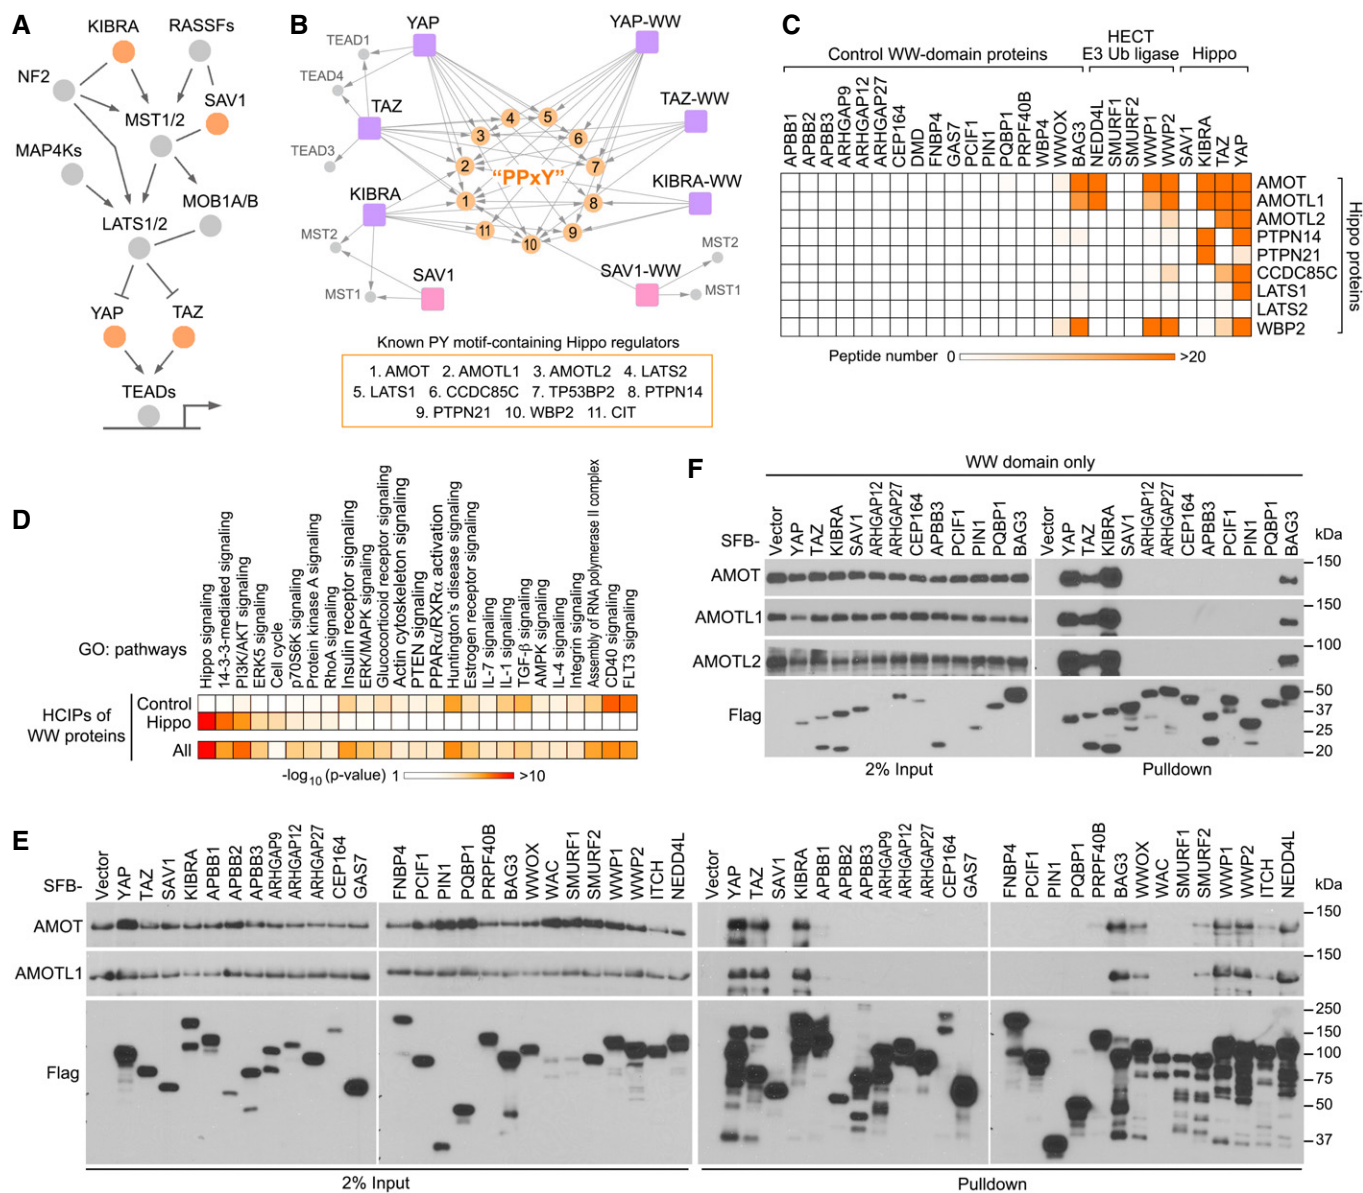 A
KIBRA
RASSFs
NF2
SAV1
MST1/2
MAP4Ks
MOB1A/B
LATS1/2
YAP
TAZ
TEADs
B
YAP
YAP-WW
TEAD1
TEAD4
TAZ
TAZ-WW
TEAD3
4
5
3
6
2
7
"PPxY"
KIBRA
KIBRA-WW
1
8
11
10
9
MST2
MST2
SAV1
SAV1-WW
MST1
MST1
Known PY motif-containing Hippo regulators
1. AMOT 2. AMOTL1 3. AMOTL2 4. LATS2
5. LATS1 6. CCDC85C 7. TP53BP2 8. PTPN14
9. PTPN21 10. WBP2 11. CIT
C
Control WW-domain proteins
HECT
E3 Ub ligase
Hippo
APBB1
APBB2
APBB3
ARHGAP9
ARHGAP12
ARHGAP27
CEP164
DMD
FNBP4
GAS7
PCIF1
PIN1
PQBP1
PRPF40B
WBP4
WWOX
BAG3
NEDD4L
SMURF1
SMURF2
WWP1
WWP2
SAV1
KIBRA
TAZ
YAP
AMOT
AMOTL1
AMOTL2
PTPN14
PTPN21
CCDC85C
LATS1
LATS2
WBP2
Hippo proteins
Peptide number 0 >20
D
GO: pathways
Hippo signaling
14-3-3-mediated signaling
PI3K/AKT signaling
ERK5 signaling
Cell cycle
p70S6K signaling
Protein kinase A signaling
RhoA signaling
Insulin receptor signaling
ERK/MAPK signaling
Glucocorticoid receptor signaling
Actin cytoskeleton signaling
PTEN signaling
PPARα/RXRα activation
Huntington's disease signaling
Estrogen receptor signaling
IL-7 signaling
IL-1 signaling
TGF-β signaling
AMPK signaling
IL-4 signaling
Integrin signaling
Assembly of RNA polymerase II complex
CD40 signaling
FLT3 signaling
HCIPs of
WW proteins
Control
Hippo
All
-log10 (p-value) 1 >10
F
WW domain only
SFB-
Vector
YAP
TAZ
KIBRA
SAV1
ARHGAP12
ARHGAP27
CEP164
APBB3
PCIF1
PIN1
PQBP1
BAG3
Vector
YAP
TAZ
KIBRA
SAV1
ARHGAP12
ARHGAP27
CEP164
APBB3
PCIF1
PIN1
PQBP1
BAG3
kDa
AMOT
150
AMOTL1
150
AMOTL2
100
Flag
50
37
25
20
2% Input
Pulldown
E
SFB-
Vector
YAP
TAZ
SAV1
KIBRA
APBB1
APBB2
APBB3
ARHGAP9
ARHGAP12
ARHGAP27
CEP164
GAS7
FNBP4
PCIF1
PIN1
PQBP1
PRPF40B
BAG3
WWOX
WAC
SMURF1
SMURF2
WWP1
WWP2
ITCH
NEDD4L
Vector
YAP
TAZ
SAV1
KIBRA
APBB1
APBB2
APBB3
ARHGAP9
ARHGAP12
ARHGAP27
CEP164
GAS7
FNBP4
PCIF1
PIN1
PQBP1
PRPF40B
BAG3
WWOX
WAC
SMURF1
SMURF2
WWP1
WWP2
ITCH
NEDD4L
kDa
AMOT
150
AMOTL1
150
Flag
250
150
100
75
50
37
2% Input
Pulldown